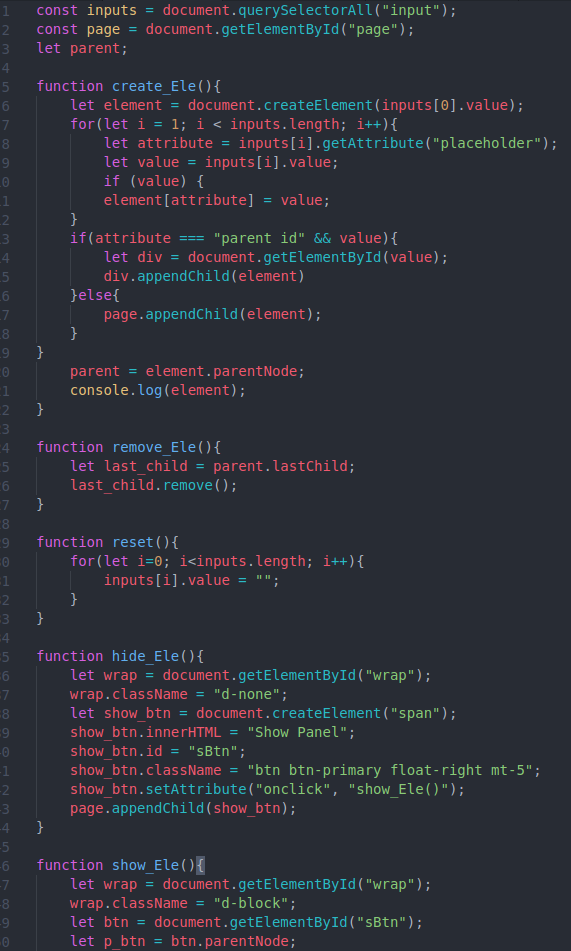 1 const inputs = document.querySelectorAll("input");
2 const page = document.getElementById("page");
3 let parent;
4
5 function create_Ele(){
6 let element = document.createElement(inputs[0].value);
7 for(let i = 1; i < inputs.length; i++){
8 let attribute = inputs[i].getAttribute("placeholder");
9 let value = inputs[i].value;
0 if (value) {
1 element[attribute] = value;
2 }
3 if(attribute === "parent id" && value){
4 let div = document.getElementById(value);
5 div.appendChild(element)
6 }else{
7 page.appendChild(element);
8 }
9 }
0 parent = element.parentNode;
1 console.log(element);
2 }
3
4 function remove_Ele(){
5 let last_child = parent.lastChild;
6 last_child.remove();
7 }
8
9 function reset(){
0 for(let i=0; i<inputs.length; i++){
1 inputs[i].value = "";
2 }
3 }
4
5 function hide_Ele(){
6 let wrap = document.getElementById("wrap");
7 wrap.className = "d-none";
8 let show_btn = document.createElement("span");
9 show_btn.innerHTML = "Show Panel";
0 show_btn.id = "sBtn";
1 show_btn.className = "btn btn-primary float-right mt-5";
2 show_btn.setAttribute("onclick", "show_Ele()");
3 page.appendChild(show_btn);
4 }
5
6 function show_Ele(){
7 let wrap = document.getElementById("wrap");
8 wrap.className = "d-block";
9 let btn = document.getElementById("sBtn");
0 let p_btn = btn.parentNode;